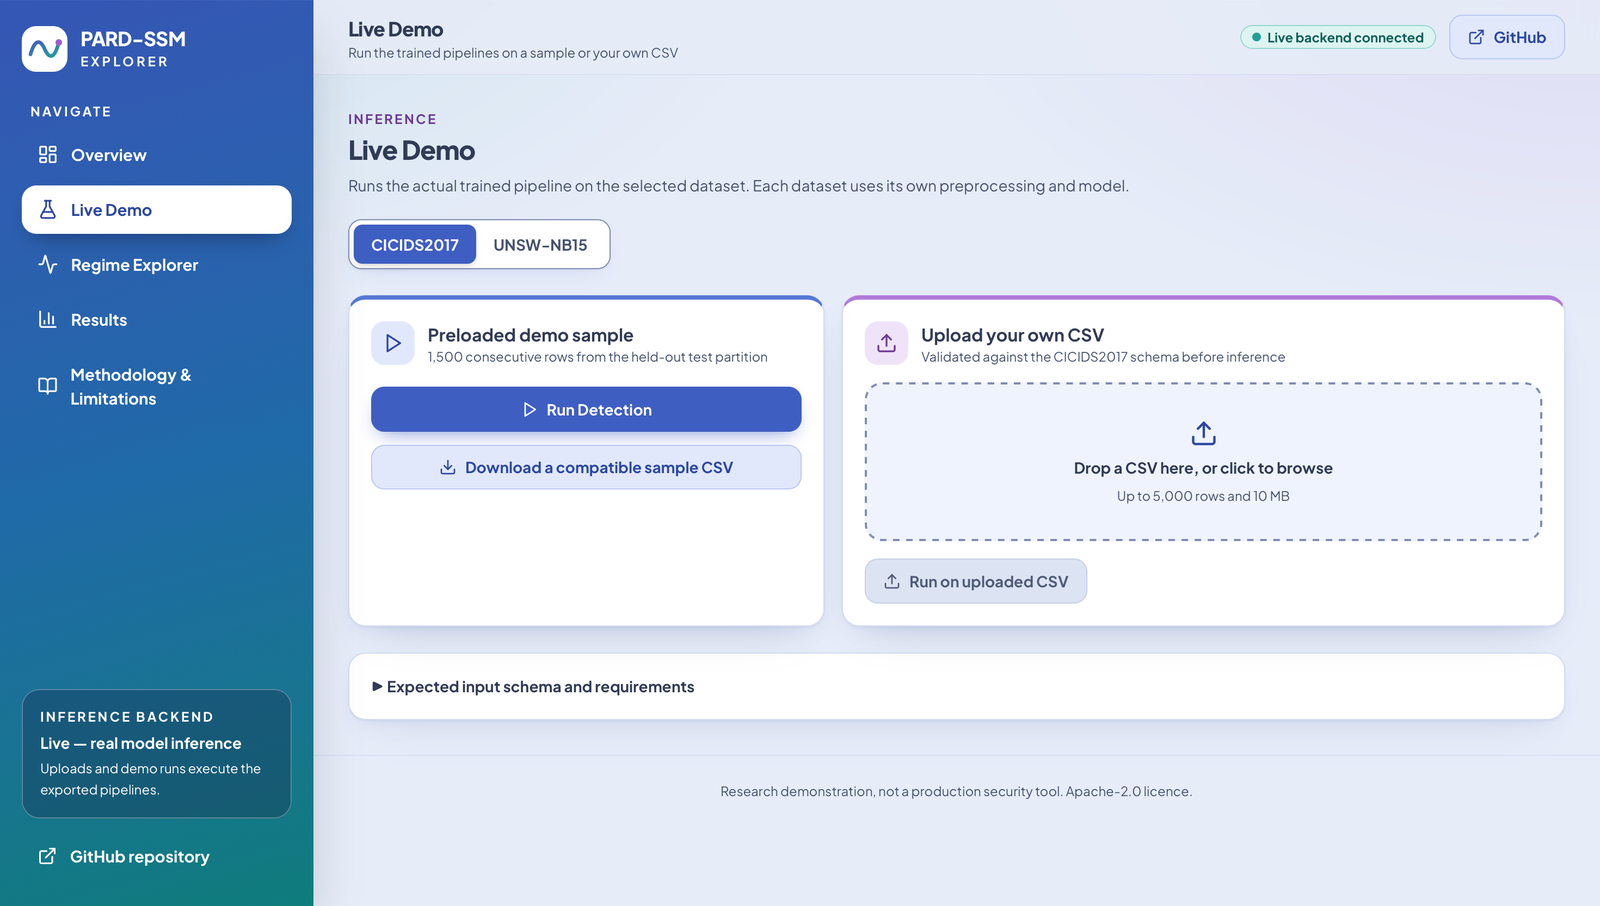 PARD-SSM
EXPLORER
NAVIGATE
Overview
Live Demo
Regime Explorer
Results
Methodology &
Limitations
INFERENCE BACKEND
Live — real model inference
Uploads and demo runs execute the
exported pipelines.
GitHub repository
Live Demo
Run the trained pipelines on a sample or your own CSV
Live backend connected
GitHub
INFERENCE
Live Demo
Runs the actual trained pipeline on the selected dataset. Each dataset uses its own preprocessing and model.
CICIDS2017
UNSW-NB15
Preloaded demo sample
1,500 consecutive rows from the held-out test partition
Run Detection
Download a compatible sample CSV
Upload your own CSV
Validated against the CICIDS2017 schema before inference
Drop a CSV here, or click to browse
Up to 5,000 rows and 10 MB
Run on uploaded CSV
Expected input schema and requirements
Research demonstration, not a production security tool. Apache-2.0 licence.